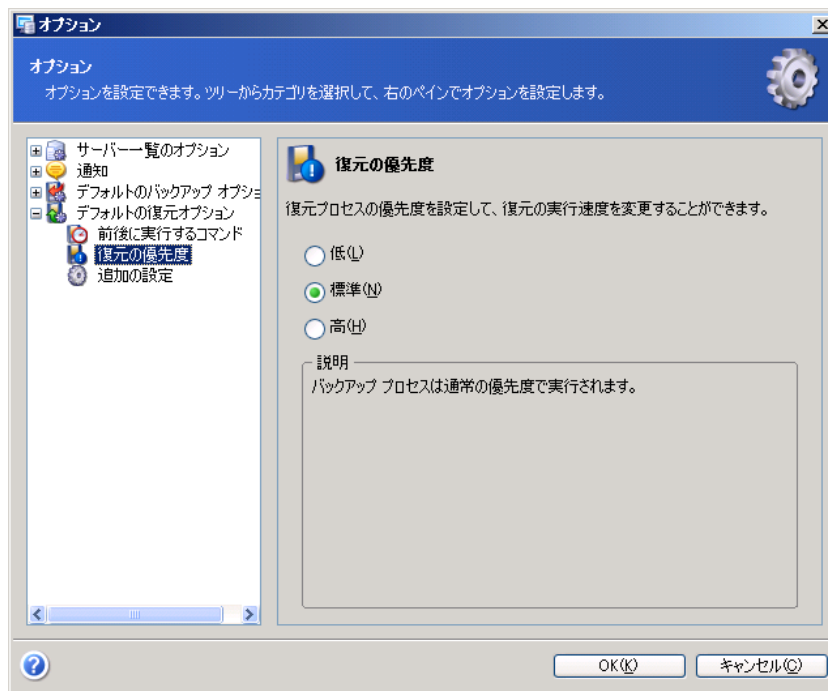 オプション
オプション
オプションを設定できます。ツリーからカテゴリを選択して、右のペインでオプションを設定します。
サーバー一覧のオプション
通知
デフォルトのバックアップ オプショ
デフォルトの復元オプション
前後に実行するコマンド
復元の優先度
追加の設定
復元の優先度
復元プロセスの優先度を設定して、復元の実行速度を変更することができます。
低(L)
標準(N)
高(H)
説明
バックアップ プロセスは通常の優先度で実行されます。
OK(K)
キャンセル(C)